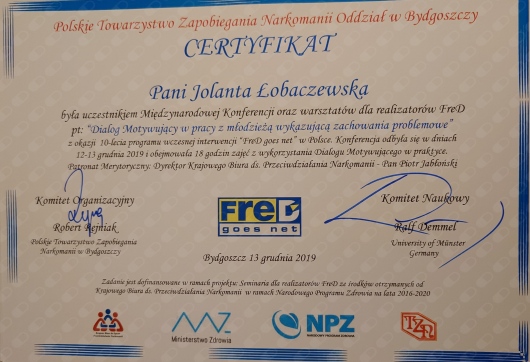 Polskie Towarzystwo Zapobiegania Narkomanii Oddział w Bydgoszczy
CERTYFIKAT
Pani Jolanta Łobaczewska
była uczestnikiem Międzynarodowej Konferencji oraz warsztatów dla realizatorów FreD
pt: "Dialog Motywujący w pracy z młodzieżą wykazującą zachowania problemowe"
z okazji 10-lecia programu wczesnej interwencji "FreD goes net" w Polsce. Konferencja odbyła się w dniach
12-13 grudnia 2019 i obejmowała 18 godzin zajęć z wykorzystania Dialogu Motywującego w praktyce.
Patronat Merytoryczny: Dyrektor Krajowego Biura ds. Przeciwdziałania Narkomanii - Pan Piotr Jabłoński
Komitet Organizacyjny
Robert Rejniak
Polskie Towarzystwo Zapobiegania
Narkomanii w Bydgoszczy
FreD
goes net
Komitet Naukowy
Ralf Demmel
University of Münster
Germany
Bydgoszcz 13 grudnia 2019
Zadanie jest dofinansowane w ramach projektu: Seminaria dla realizatorów FreD ze środków otrzymanych od
Krajowego Biura ds. Przeciwdziałania Narkomanii w ramach Narodowego Programu Zdrowia na lata 2016-2020
Ministerstwo Zdrowia
NPZ
NARODOWY PROGRAM ZDROWIA
TZN